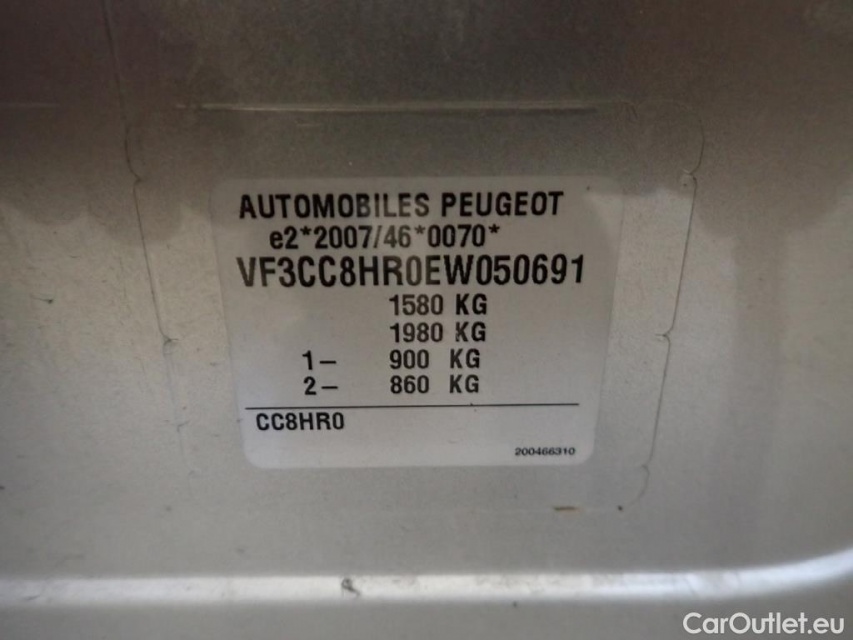 AUTOMOBILES PEUGEOT
e2*2007/46*0070*
VF3CC8HR0EW050691
1580 KG
1980 KG
1– 900 KG
2– 860 KG
CC8HR0
200466310
CarOutlet.eu